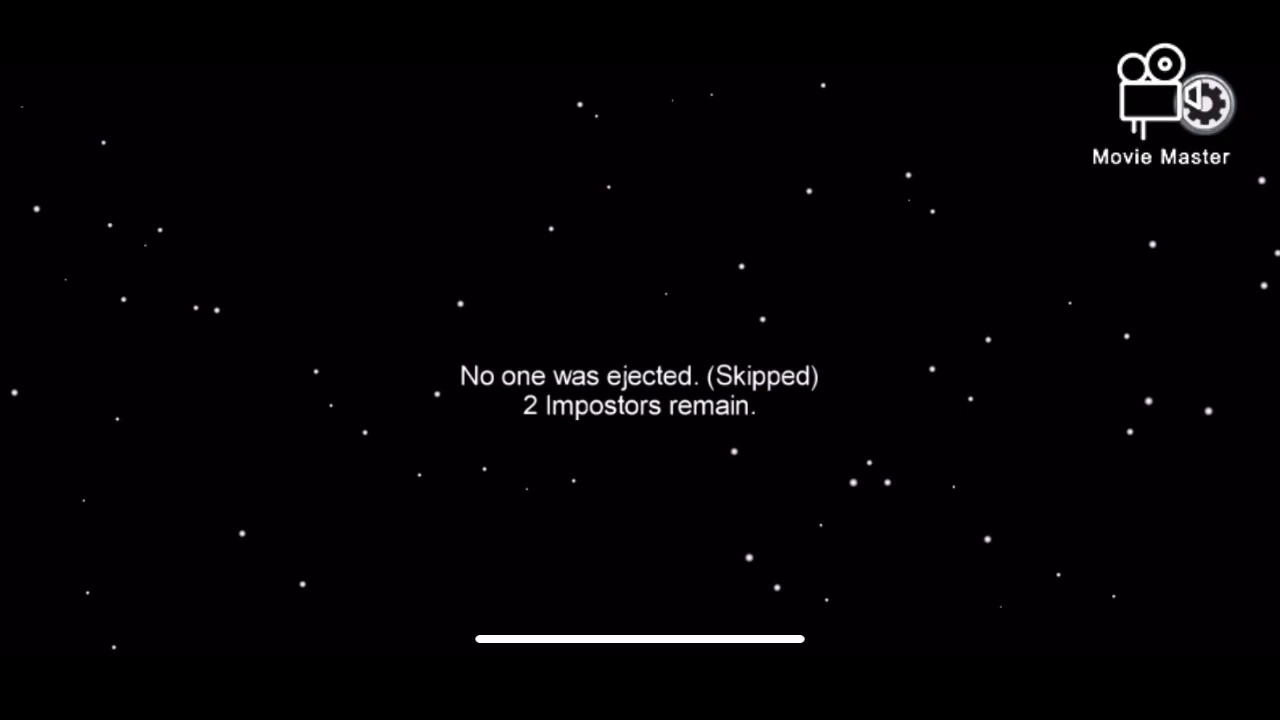 Movie Master
No one was ejected. (Skipped)
2 Impostors remain.